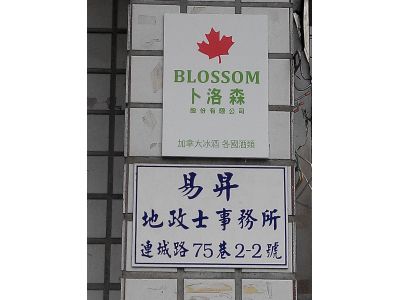 BLOSSOM
卜洛森
股份有限公司
加拿大冰酒 各國酒類
易昇
地政士事務所
連城路75巷2-2號